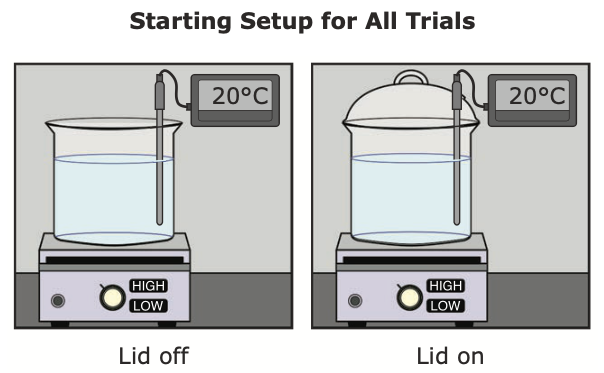 Starting Setup for All Trials
20°C
20°C
HIGH
LOW
HIGH
LOW
Lid off
Lid on